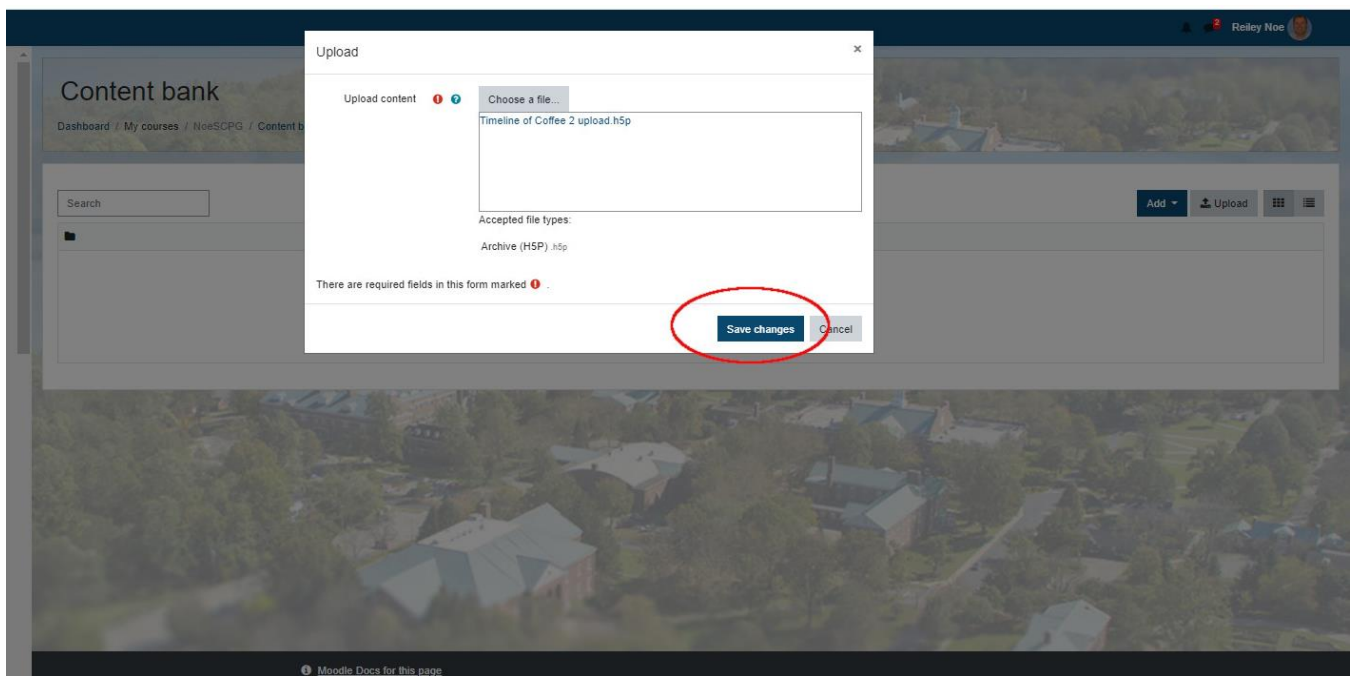 2
Reiley Noe
Content bank
Dashboard / My courses / NoeSCPG / Content b
Search
Add
Upload
Upload
×
Upload content
Choose a file...
Timeline of Coffee 2 upload.h5p
Accepted file types:
Archive (H5P) .h5p
There are required fields in this form marked .
Save changes
Cancel
Moodle Docs for this page